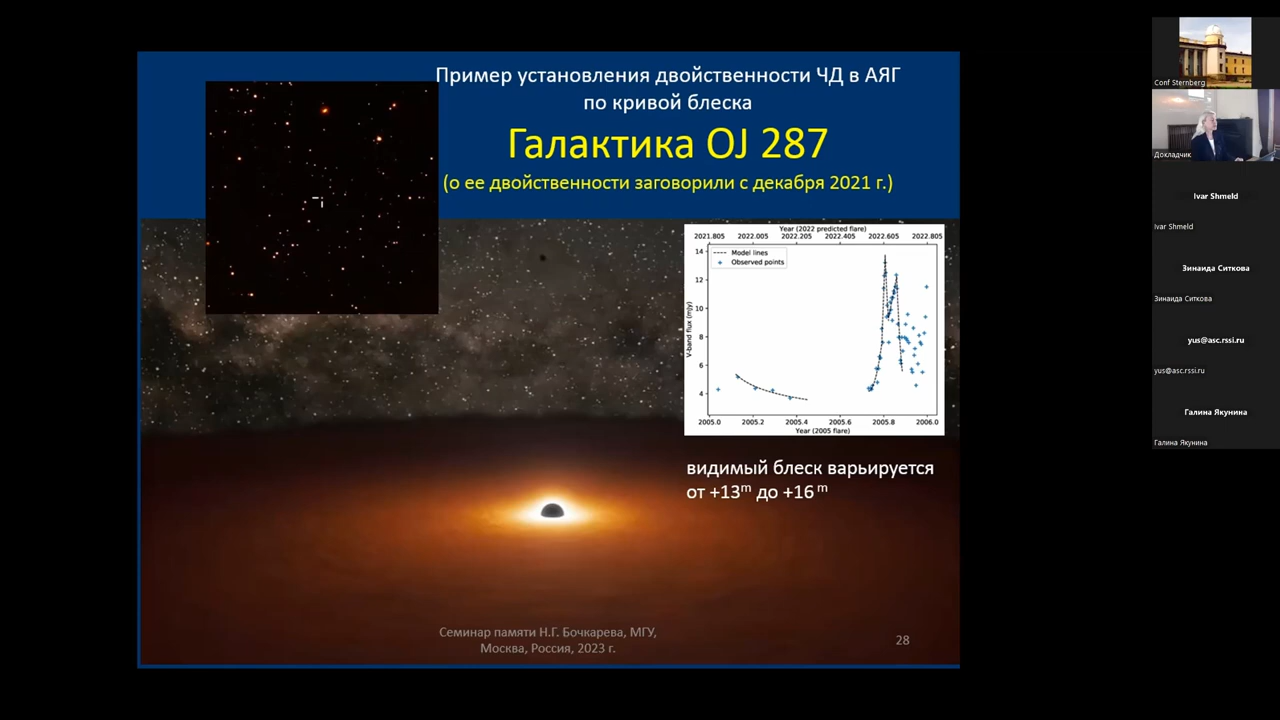 Пример установления двойственности ЧД в АЯГ
по кривой блеска
Галактика OJ 287
(о ее двойственности заговорили с декабря 2021 г.)
Year (2022 predicted flare)
2021.805 2022.005 2022.205 2022.405 2022.605 2022.805
Model lines
Observed points
14
12
10
8
6
4
V-band flux (mJy)
2005.0 2005.2 2005.4 2005.6 2005.8 2006.0
Year (2005 flare)
видимый блеск варьируется
от +13m до +16 m
Семинар памяти Н.Г. Бочкарева, МГУ,
Москва, Россия, 2023 г.
28
Conf Sternberg
Докладчик
Ivar Shmeld
Ivar Shmeld
Зинаида Ситкова
Зинаида Ситкова
yus@asc.rssi.ru
yus@asc.rssi.ru
Галина Якунина
Галина Якунина